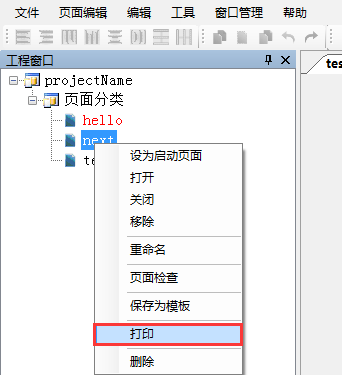 文件 页面编辑 编辑 工具 窗口管理 帮助
工程窗口
tes
projectName
页面分类
hello
next
te
设为启动页面
打开
关闭
移除
重命名
页面检查
保存为模板
打印
删除